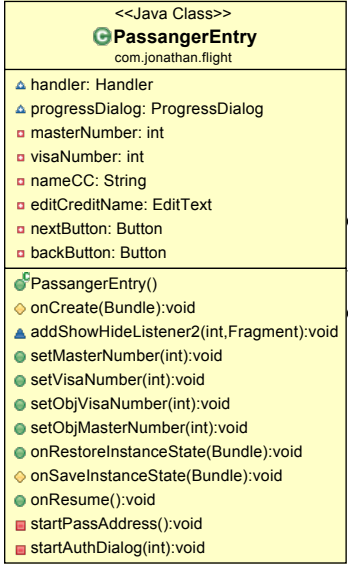 <<Java Class>>
PassangerEntry
com.jonathan.flight
handler: Handler
progressDialog: ProgressDialog
masterNumber: int
visaNumber: int
nameCC: String
editCreditName: EditText
nextButton: Button
backButton: Button
PassangerEntry()
onCreate(Bundle):void
addShowHideListener2(int,Fragment):void
setMasterNumber(int):void
setVisaNumber(int):void
setObjVisaNumber(int):void
setObjMasterNumber(int):void
onRestoreInstanceState(Bundle):void
onSaveInstanceState(Bundle):void
onResume():void
startPassAddress():void
startAuthDialog(int):void